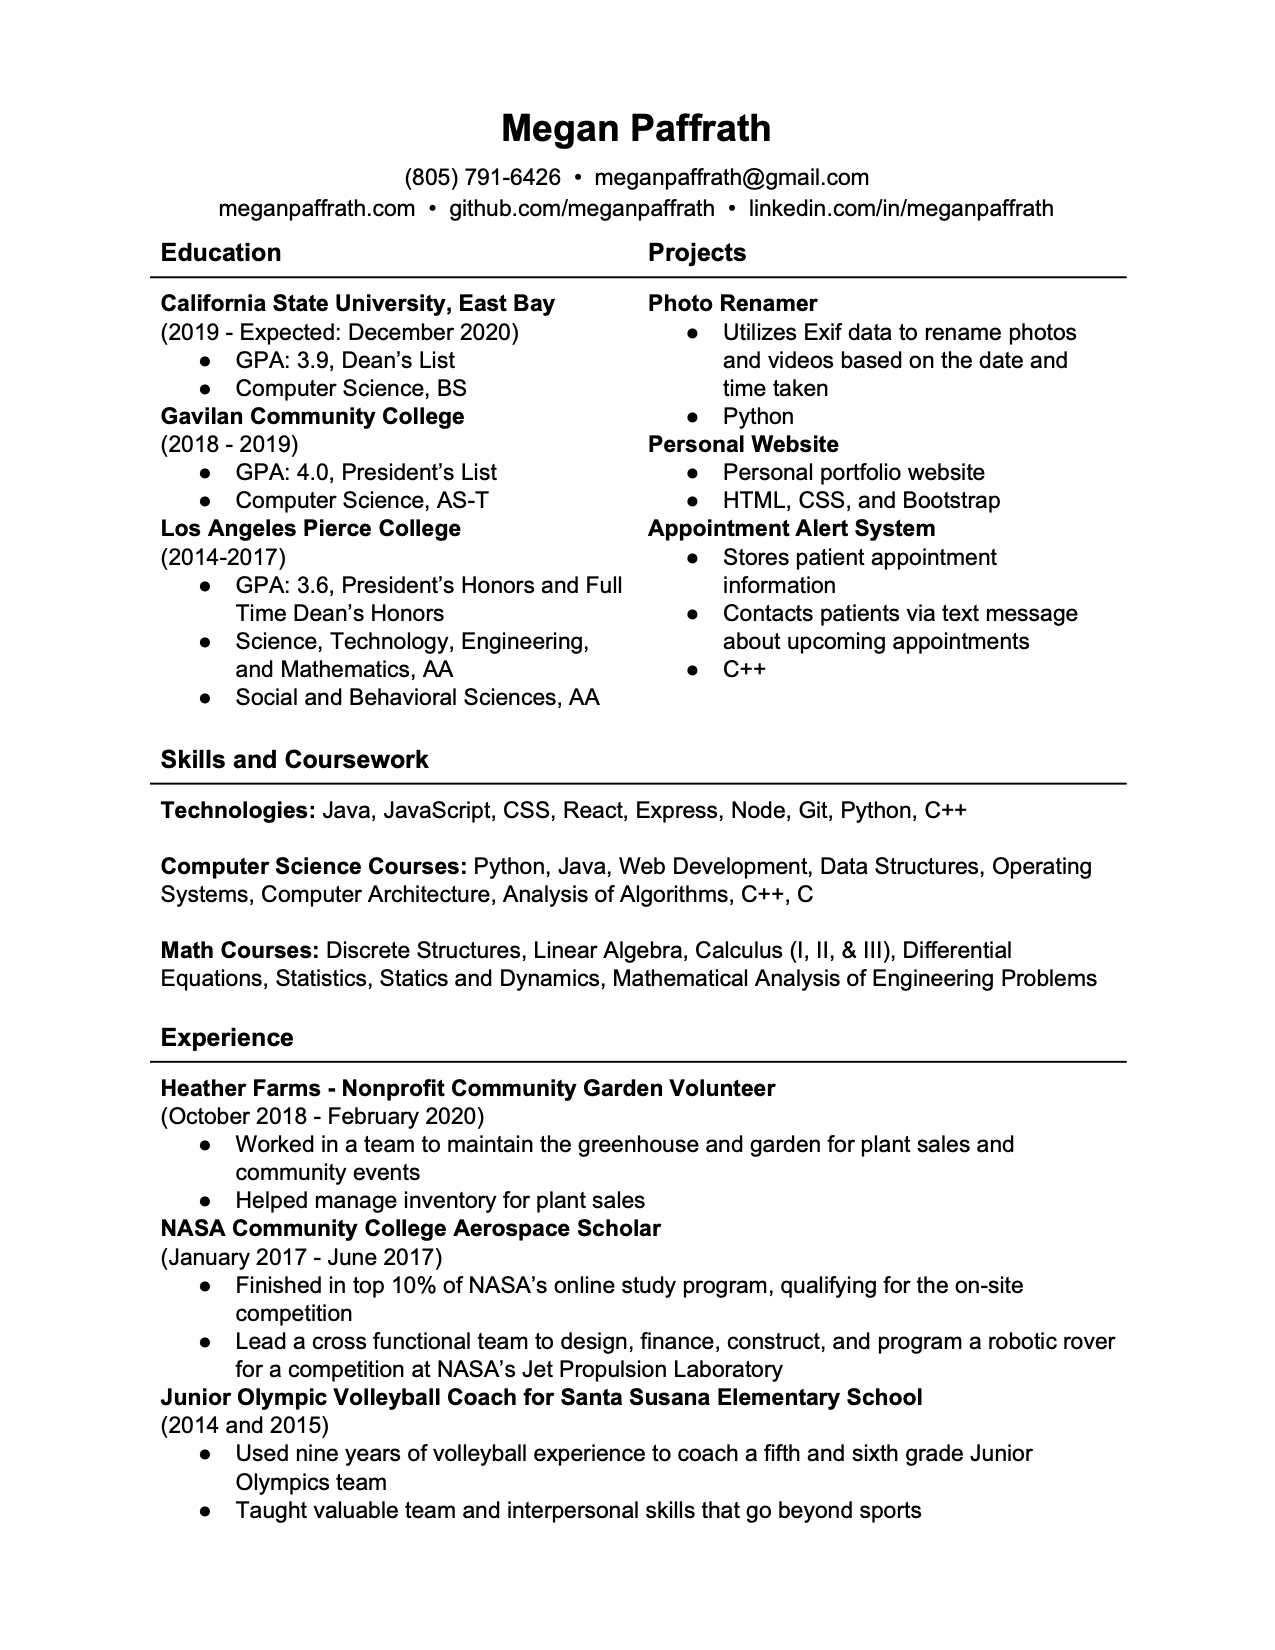 Megan Paffrath
(805) 791-6426 • meganpaffrath@gmail.com
meganpaffrath.com • github.com/meganpaffrath • linkedin.com/in/meganpaffrath
Education
California State University, East Bay
(2019 - Expected: December 2020)
● GPA: 3.9, Dean’s List
● Computer Science, BS
Gavilan Community College
(2018 - 2019)
● GPA: 4.0, President’s List
● Computer Science, AS-T
Los Angeles Pierce College
(2014-2017)
● GPA: 3.6, President’s Honors and Full
Time Dean’s Honors
● Science, Technology, Engineering,
and Mathematics, AA
● Social and Behavioral Sciences, AA
Projects
Photo Renamer
● Utilizes Exif data to rename photos
and videos based on the date and
time taken
● Python
Personal Website
● Personal portfolio website
● HTML, CSS, and Bootstrap
Appointment Alert System
● Stores patient appointment
information
● Contacts patients via text message
about upcoming appointments
● C++
Skills and Coursework
Technologies: Java, JavaScript, CSS, React, Express, Node, Git, Python, C++
Computer Science Courses: Python, Java, Web Development, Data Structures, Operating
Systems, Computer Architecture, Analysis of Algorithms, C++, C
Math Courses: Discrete Structures, Linear Algebra, Calculus (I, II, & III), Differential
Equations, Statistics, Statics and Dynamics, Mathematical Analysis of Engineering Problems
Experience
Heather Farms - Nonprofit Community Garden Volunteer
(October 2018 - February 2020)
● Worked in a team to maintain the greenhouse and garden for plant sales and
community events
● Helped manage inventory for plant sales
NASA Community College Aerospace Scholar
(January 2017 - June 2017)
● Finished in top 10% of NASA’s online study program, qualifying for the on-site
competition
● Lead a cross functional team to design, finance, construct, and program a robotic rover
for a competition at NASA’s Jet Propulsion Laboratory
Junior Olympic Volleyball Coach for Santa Susana Elementary School
(2014 and 2015)
● Used nine years of volleyball experience to coach a fifth and sixth grade Junior
Olympics team
● Taught valuable team and interpersonal skills that go beyond sports